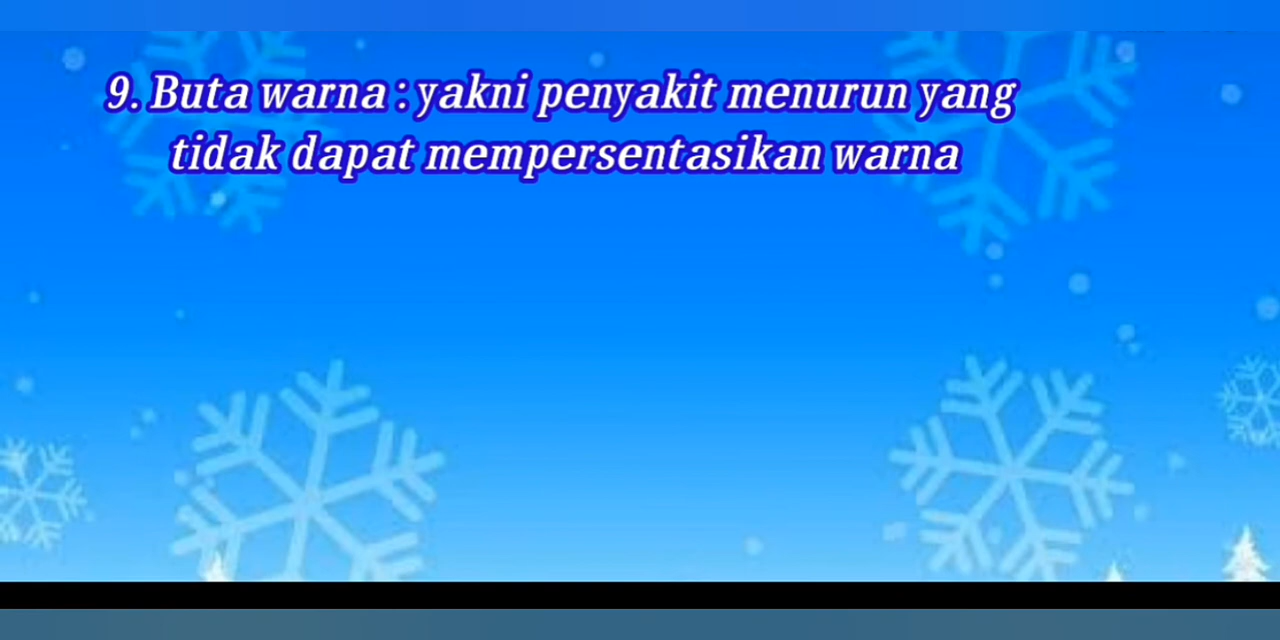 9. Buta warna : yakni penyakit menurun yang
tidak dapat mempersentasikan warna